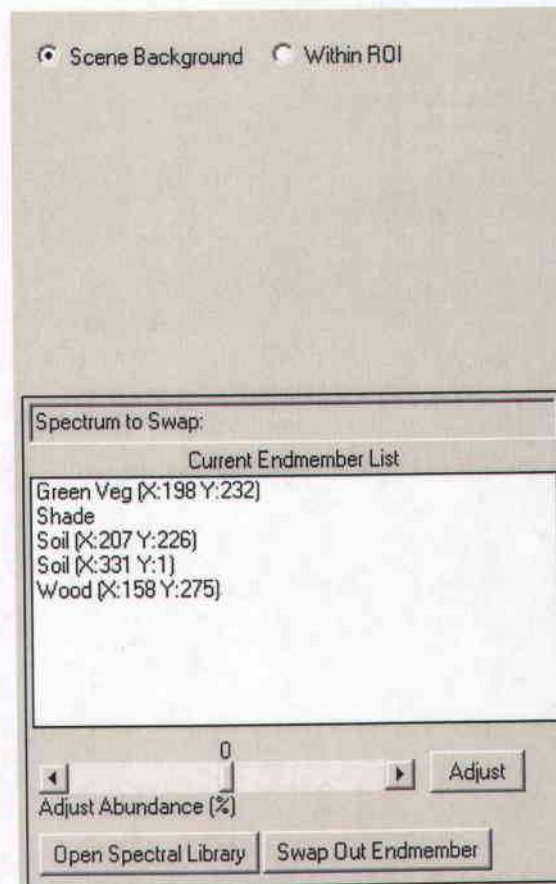 Scene Background Within ROI
Spectrum to Swap:
Current Endmember List
Green Veg (X:198 Y:232)
Shade
Soil (X:207 Y:226)
Soil (X:331 Y:1)
Wood (X:158 Y:275)
0
Adjust
Adjust Abundance (%)
Open Spectral Library Swap Out Endmember